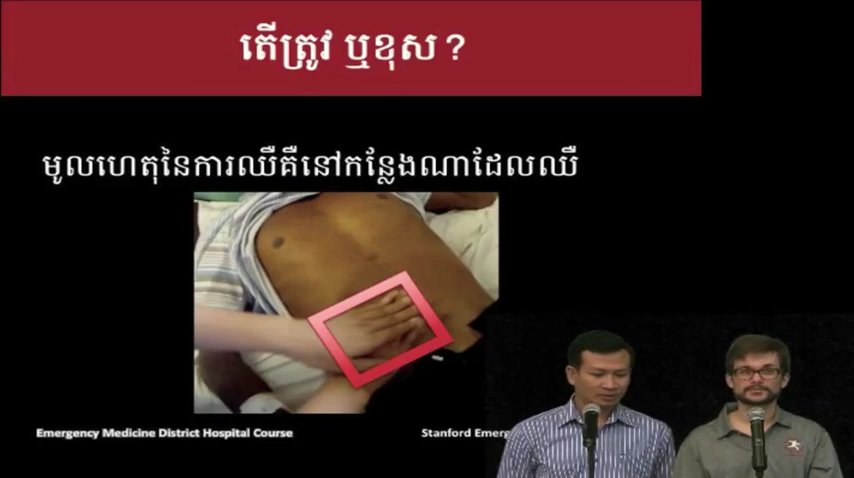 តើត្រូវ ឬខុស ?
មូលហេតុនៃការឈឺគឺនៅកន្លែងណាដែលឈឺ
Emergency Medicine District Hospital Course
Stanford